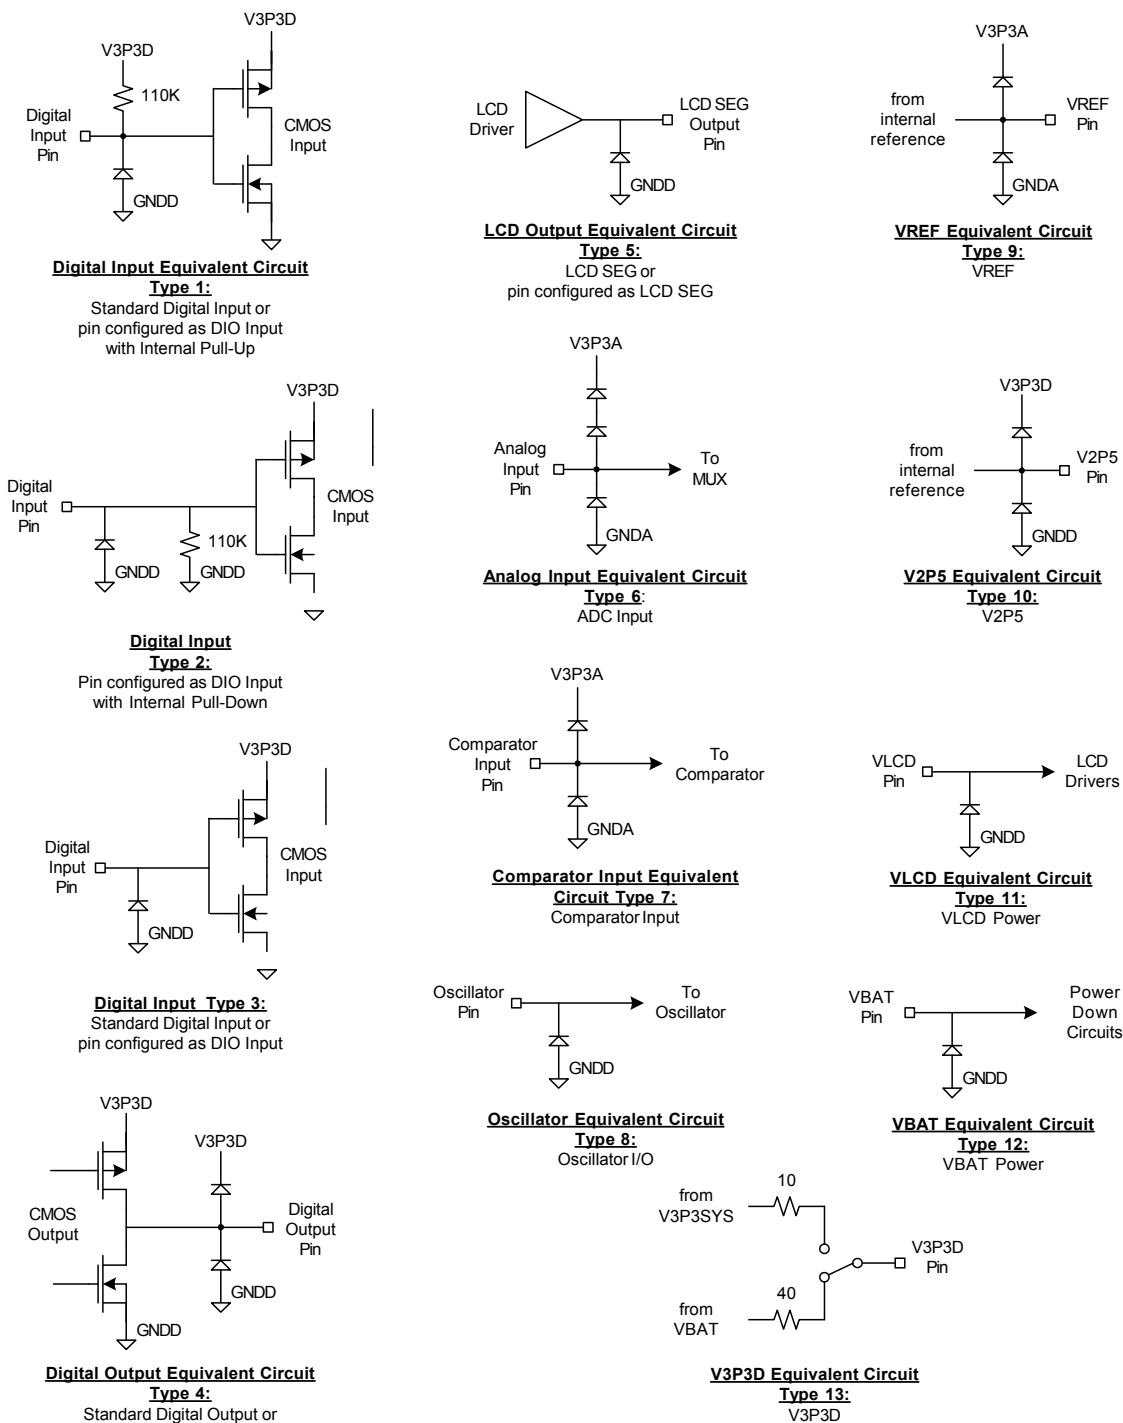 V3P3D
V3P3D
110K
Digital
Input
Pin
CMOS
Input
GNDD
Digital Input Equivalent Circuit
Type 1:
Standard Digital Input or
pin configured as DIO Input
with Internal Pull-Up
V3P3D
Digital
Input
Pin
CMOS
Input
110K
GNDD
GNDD
Digital Input
Type 2:
Pin configured as DIO Input
with Internal Pull-Down
V3P3D
Digital
Input
Pin
CMOS
Input
GNDD
Digital Input Type 3:
Standard Digital Input or
pin configured as DIO Input
V3P3D
V3P3D
CMOS
Output
Digital
Output
Pin
GNDD
GNDD
Digital Output Equivalent Circuit
Type 4:
Standard Digital Output or
LCD
Driver
LCD SEG
Output
Pin
GNDD
LCD Output Equivalent Circuit
Type 5:
LCD SEG or
pin configured as LCD SEG
V3P3A
Analog
Input
Pin
To
MUX
GNDA
Analog Input Equivalent Circuit
Type 6:
ADC Input
V3P3A
Comparator
Input
Pin
To
Comparator
GNDA
Comparator Input Equivalent
Circuit Type 7:
Comparator Input
Oscillator
Pin
To
Oscillator
GNDD
Oscillator Equivalent Circuit
Type 8:
Oscillator I/O
V3P3A
from
internal
reference
VREF
Pin
GNDA
VREF Equivalent Circuit
Type 9:
VREF
V3P3D
from
internal
reference
V2P5
Pin
GNDD
V2P5 Equivalent Circuit
Type 10:
V2P5
VLCD
Pin
LCD
Drivers
GNDD
VLCD Equivalent Circuit
Type 11:
VLCD Power
VBAT
Pin
Power
Down
Circuits
GNDD
VBAT Equivalent Circuit
Type 12:
VBAT Power
10
from
V3P3SYS
V3P3D
Pin
40
from
VBAT
V3P3D Equivalent Circuit
Type 13:
V3P3D